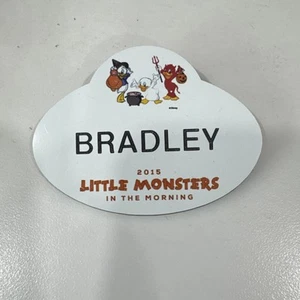 BRADLEY
2015
LITTLE MONSTERS
IN THE MORNING